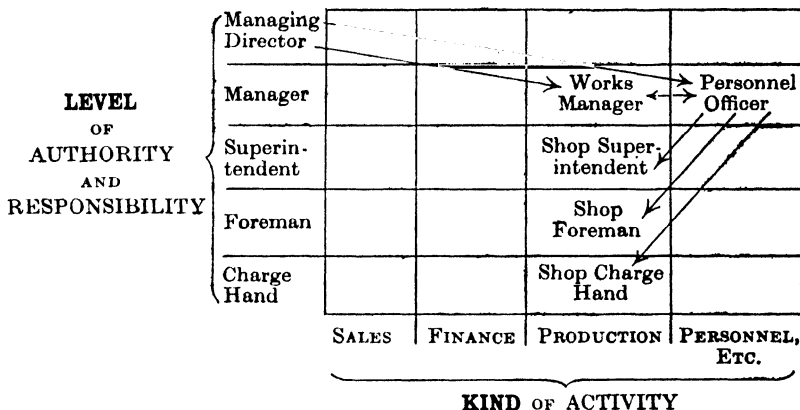 Managing
Director
LEVEL
OF
AUTHORITY
AND
RESPONSIBILITY
Manager
Works
Manager
Personnel
Officer
Superin-
tendent
Shop Super-
intendent
Foreman
Shop
Foreman
Charge
Hand
Shop Charge
Hand
SALES
FINANCE
PRODUCTION
PERSONNEL,
ETC.
KIND OF ACTIVITY